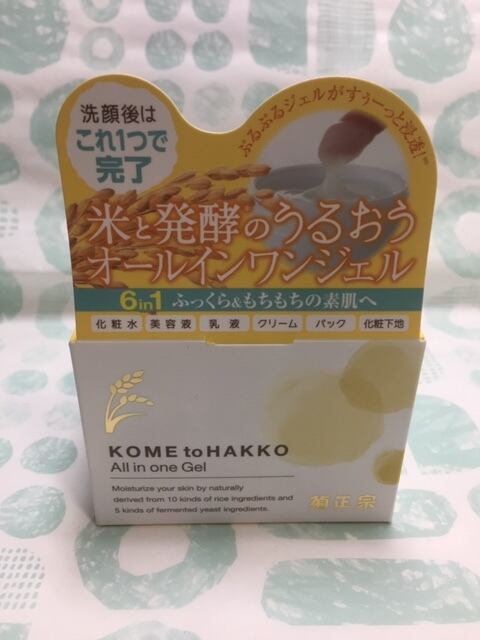 洗顔後は
これ1つで
完了
ぷるぷるジェルがすぅーっと浸透!※
米と発酵のうるおう
オールインワンジェル
6in1 ふっくら&もちもちの素肌へ
化粧水 美容液 乳液 クリーム パック 化粧下地
KOME to HAKKO
All in one Gel
Moisturize your skin by naturally
derived from 10 kinds of rice ingredients and
5 kinds of fermented yeast ingredients.
菊正宗